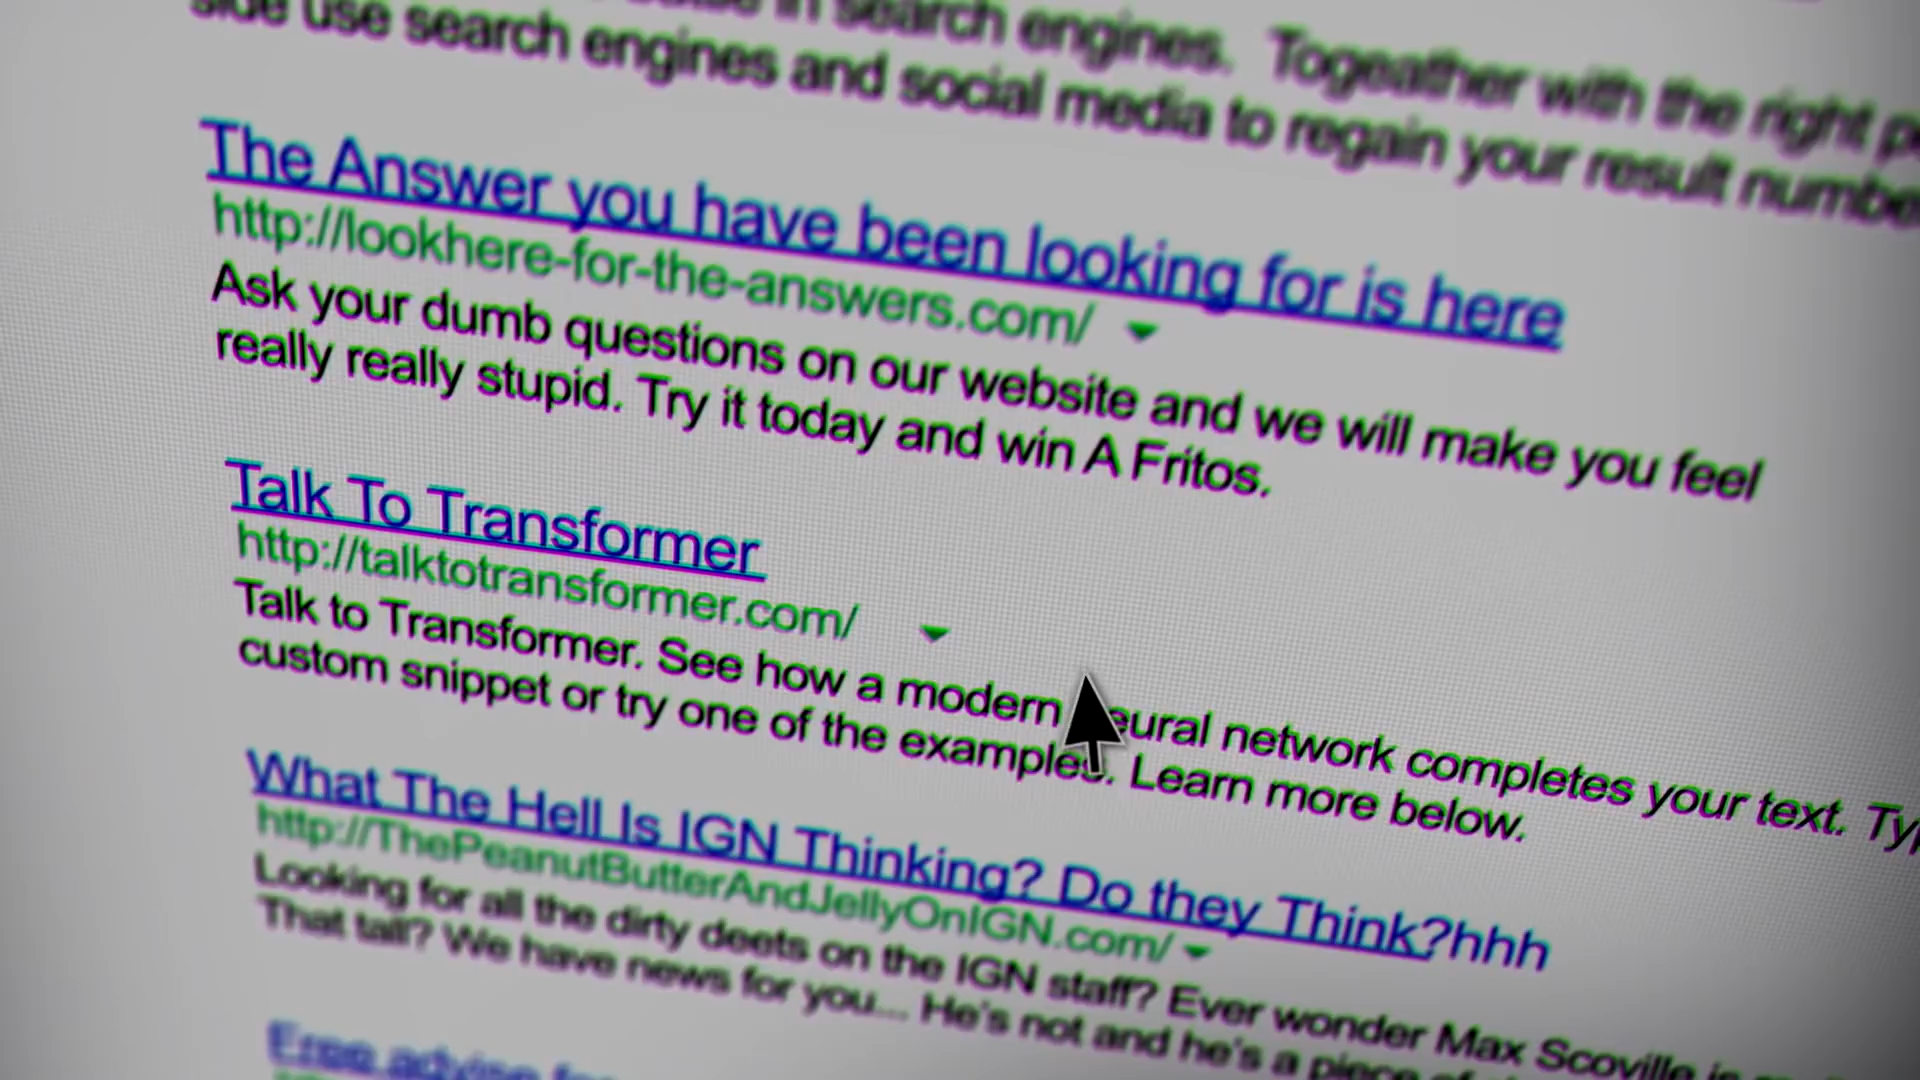 in search engines. Togeather with the right
side use search engines and social media to regain your result
The Answer you have been looking for is here
http://lookhere-for-the-answers.com/
Ask your dumb questions on our website and we will make you feel
really really stupid. Try it today and win A Fritos.
Talk To Transformer
http://talktotransformer.com/
Talk to Transformer. See how a modern neural network completes your text.
custom snippet or try one of the examples. Learn more below.
What The Hell Is IGN Thinking? Do they Think?hhh
http://ThePeanutButterAndJellyOnIGN.com/
Looking for all the dirty deets on the IGN staff? Ever wonder Max Scoville is
That tall? We have news for you... He's not and he's a piece of
Free advise